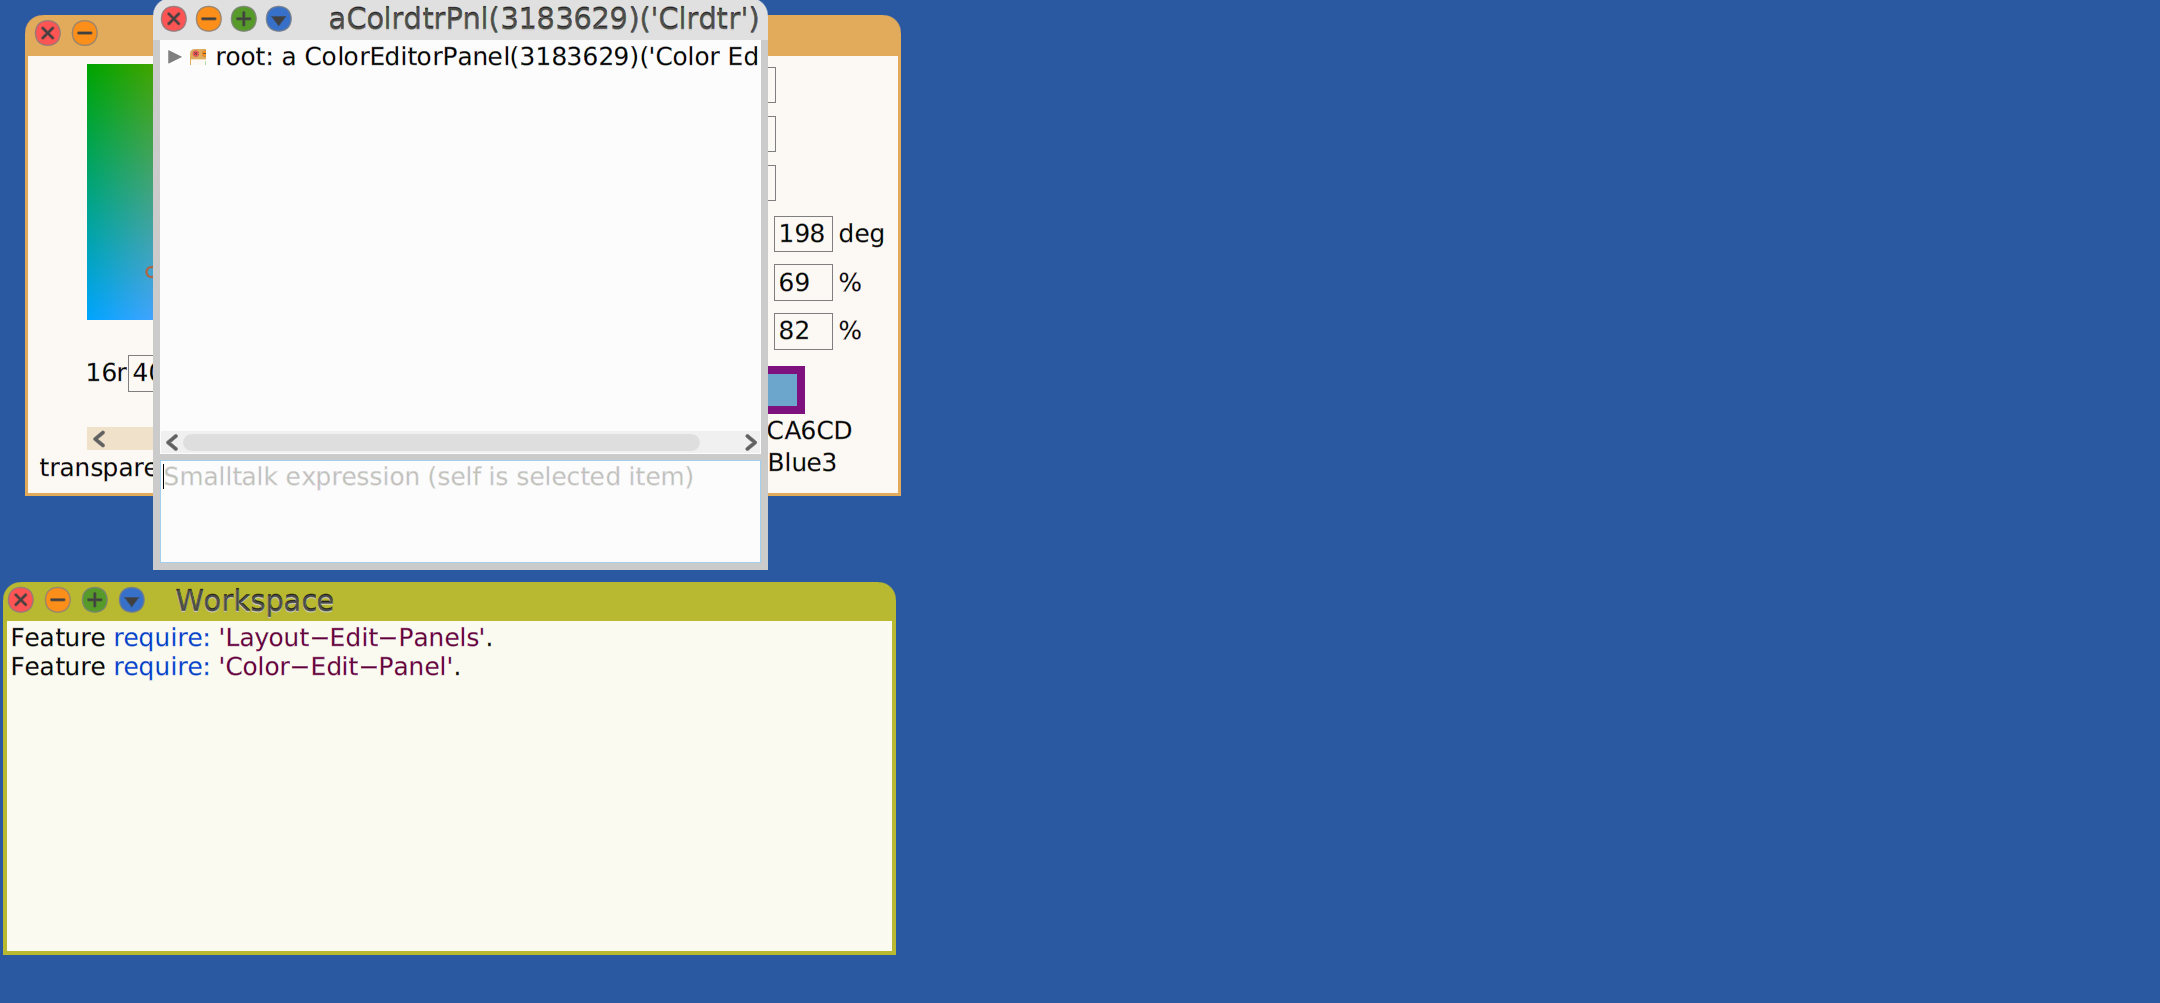 aColrdtrPnl(3183629)('Clrdtr')
root: a ColorEditorPanel(3183629)('Color Ed
198 deg
69 %
82 %
16r 40
CA6CD
transpare
Blue3
Smalltalk expression (self is selected item)
Workspace
Feature require: 'Layout−Edit−Panels'.
Feature require: 'Color−Edit−Panel'.